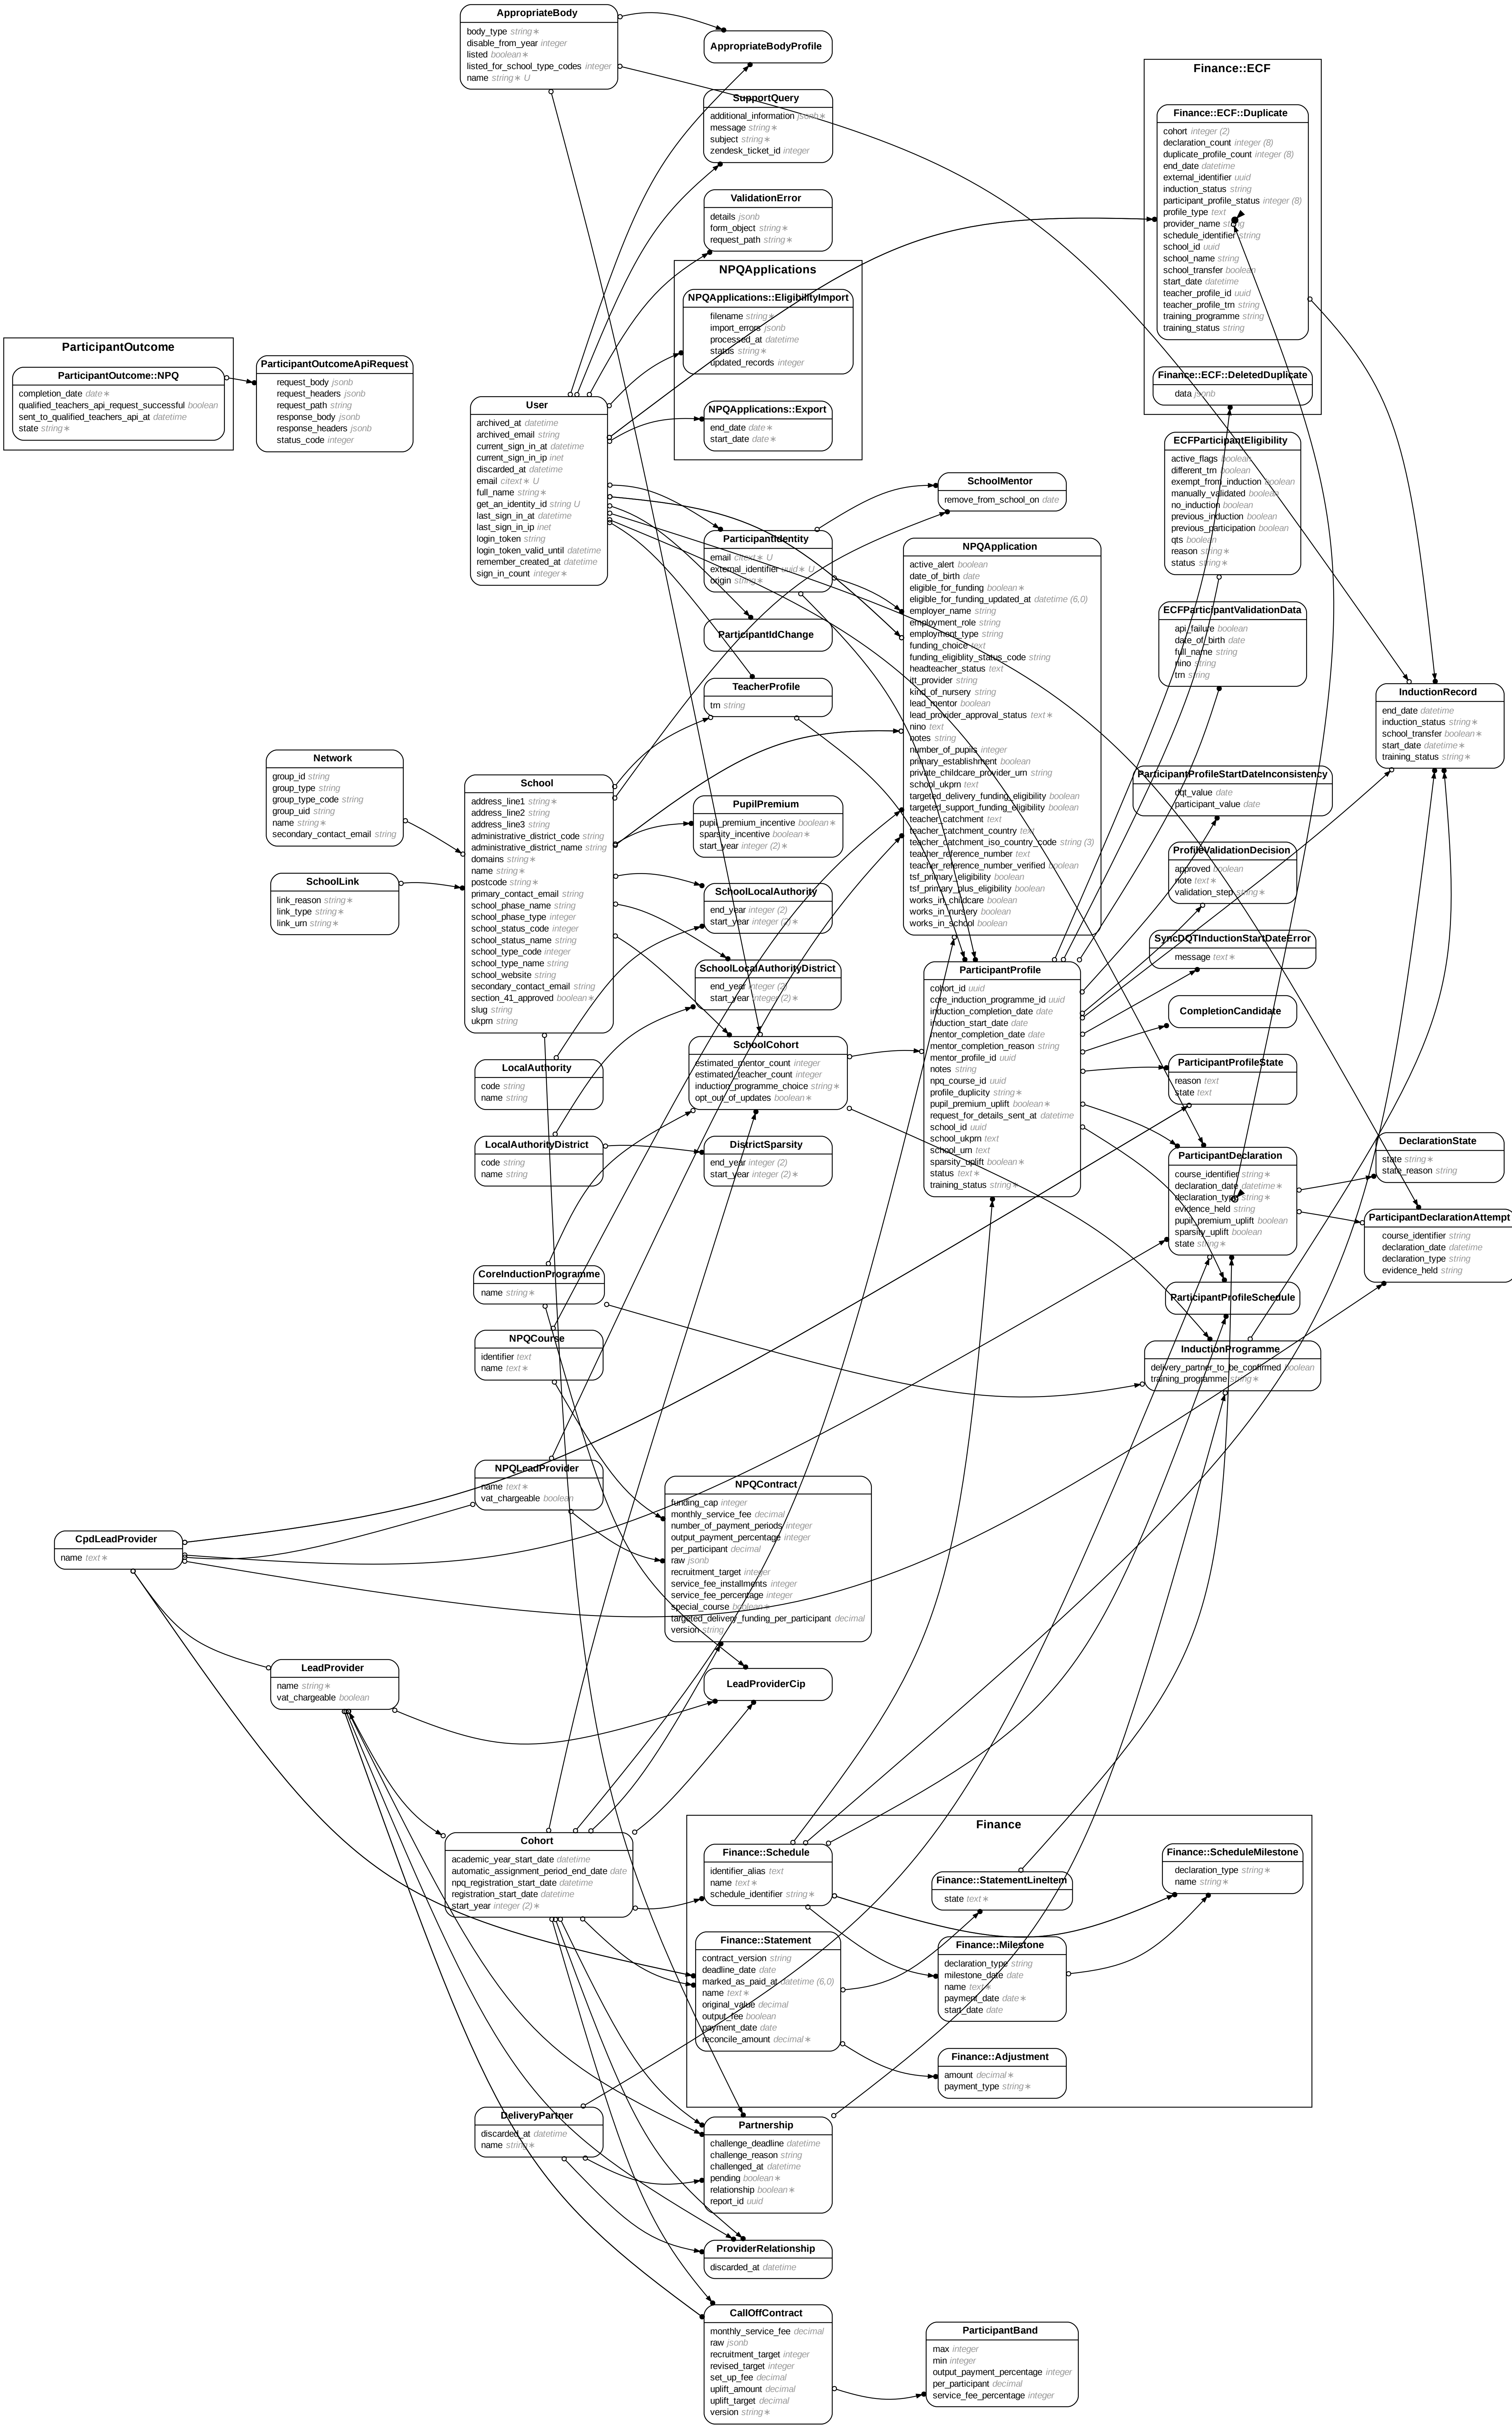 AppropriateBody
body_type string∗
disable_from_year integer
listed boolean∗
listed_for_school_type_codes integer
name string∗ U
AppropriateBodyProfile
SupportQuery
additional_information jsonb∗
message string∗
subject string∗
zendesk_ticket_id integer
ValidationError
details jsonb
form_object string∗
request_path string∗
NPQApplications
NPQApplications::EligibilityImport
filename string∗
import_errors jsonb
processed_at datetime
status string∗
updated_records integer
NPQApplications::Export
end_date date∗
start_date date∗
Finance::ECF
Finance::ECF::Duplicate
cohort integer (2)
declaration_count integer (8)
duplicate_profile_count integer (8)
end_date datetime
external_identifier uuid
induction_status string
participant_profile_status integer (8)
profile_type text
provider_name string
schedule_identifier string
school_id uuid
school_name string
school_transfer boolean
start_date datetime
teacher_profile_id uuid
teacher_profile_trn string
training_programme string
training_status string
Finance::ECF::DeletedDuplicate
data jsonb
ParticipantOutcome
ParticipantOutcome::NPQ
completion_date date∗
qualified_teachers_api_request_successful boolean
sent_to_qualified_teachers_api_at datetime
state string∗
ParticipantOutcomeApiRequest
request_body jsonb
request_headers jsonb
request_path string
response_body jsonb
response_headers jsonb
status_code integer
User
archived_at datetime
archived_email string
current_sign_in_at datetime
current_sign_in_ip inet
discarded_at datetime
email citext∗ U
full_name string∗
get_an_identity_id string U
last_sign_in_at datetime
last_sign_in_ip inet
login_token string
login_token_valid_until datetime
remember_created_at datetime
sign_in_count integer∗
ECFParticipantEligibility
active_flags boolean
different_trn boolean
exempt_from_induction boolean
manually_validated boolean
no_induction boolean
previous_induction boolean
previous_participation boolean
qts boolean
reason string∗
status string∗
SchoolMentor
remove_from_school_on date
ParticipantIdentity
email citext∗ U
external_identifier uuid∗ U
origin string∗
NPQApplication
active_alert boolean
date_of_birth date
eligible_for_funding boolean∗
eligible_for_funding_updated_at datetime (6,0)
employer_name string
employment_role string
employment_type string
funding_choice text
funding_eligiblity_status_code string
headteacher_status text
itt_provider string
kind_of_nursery string
lead_mentor boolean
lead_provider_approval_status text∗
nino text
notes string
number_of_pupils integer
primary_establishment boolean
private_childcare_provider_urn string
school_ukprn text
targeted_delivery_funding_eligibility boolean
targeted_support_funding_eligibility boolean
teacher_catchment text
teacher_catchment_country text
teacher_catchment_iso_country_code string (3)
teacher_reference_number text
teacher_reference_number_verified boolean
tsf_primary_eligibility boolean
tsf_primary_plus_eligibility boolean
works_in_childcare boolean
works_in_nursery boolean
works_in_school boolean
ECFParticipantValidationData
api_failure boolean
date_of_birth date
full_name string
nino string
trn string
ParticipantIdChange
TeacherProfile
trn string
InductionRecord
end_date datetime
induction_status string∗
school_transfer boolean∗
start_date datetime∗
training_status string∗
Network
group_id string
group_type string
group_type_code string
group_uid string
name string∗
secondary_contact_email string
SchoolLink
link_reason string∗
link_type string∗
link_urn string∗
School
address_line1 string∗
address_line2 string
address_line3 string
administrative_district_code string
administrative_district_name string
domains string∗
name string∗
postcode string∗
primary_contact_email string
school_phase_name string
school_phase_type integer
school_status_code integer
school_status_name string
school_type_code integer
school_type_name string
school_website string
secondary_contact_email string
section_41_approved boolean∗
slug string
ukprn string
PupilPremium
pupil_premium_incentive boolean∗
sparsity_incentive boolean∗
start_year integer (2)∗
SchoolLocalAuthority
end_year integer (2)
start_year integer (2)∗
SchoolLocalAuthorityDistrict
end_year integer (2)
start_year integer (2)∗
SchoolCohort
estimated_mentor_count integer
estimated_teacher_count integer
induction_programme_choice string∗
opt_out_of_updates boolean∗
ParticipantProfileStartDateInconsistency
dqt_value date
participant_value date
ProfileValidationDecision
approved boolean
note text∗
validation_step string∗
SyncDQTInductionStartDateError
message text∗
CompletionCandidate
ParticipantProfile
cohort_id uuid
core_induction_programme_id uuid
induction_completion_date date
induction_start_date date
mentor_completion_date date
mentor_completion_reason string
mentor_profile_id uuid
notes string
npq_course_id uuid
profile_duplicity string∗
pupil_premium_uplift boolean∗
request_for_details_sent_at datetime
school_id uuid
school_ukprn text
school_urn text
sparsity_uplift boolean∗
status text∗
training_status string∗
ParticipantProfileState
reason text
state text
LocalAuthority
code string
name string
LocalAuthorityDistrict
code string
name string
DistrictSparsity
end_year integer (2)
start_year integer (2)∗
ParticipantDeclaration
course_identifier string∗
declaration_date datetime∗
declaration_type string∗
evidence_held string
pupil_premium_uplift boolean
sparsity_uplift boolean
state string∗
DeclarationState
state string∗
state_reason string
ParticipantDeclarationAttempt
course_identifier string
declaration_date datetime
declaration_type string
evidence_held string
ParticipantProfileSchedule
InductionProgramme
delivery_partner_to_be_confirmed boolean
training_programme string∗
CoreInductionProgramme
name string∗
NPQCourse
identifier text
name text∗
NPQLeadProvider
name text∗
vat_chargeable boolean
CpdLeadProvider
name text∗
NPQContract
funding_cap integer
monthly_service_fee decimal
number_of_payment_periods integer
output_payment_percentage integer
per_participant decimal
raw jsonb
recruitment_target integer
service_fee_installments integer
service_fee_percentage integer
special_course boolean∗
targeted_delivery_funding_per_participant decimal
version string
LeadProvider
name string∗
vat_chargeable boolean
LeadProviderCip
Cohort
academic_year_start_date datetime
automatic_assignment_period_end_date date
npq_registration_start_date datetime
registration_start_date datetime
start_year integer (2)∗
Finance
Finance::Schedule
identifier_alias text
name text∗
schedule_identifier string∗
Finance::StatementLineItem
state text∗
Finance::ScheduleMilestone
declaration_type string∗
name string∗
Finance::Statement
contract_version string
deadline_date date
marked_as_paid_at datetime (6,0)
name text∗
original_value decimal
output_fee boolean
payment_date date
reconcile_amount decimal∗
Finance::Milestone
declaration_type string
milestone_date date
name text∗
payment_date date∗
start_date date
Finance::Adjustment
amount decimal∗
payment_type string∗
DeliveryPartner
discarded_at datetime
name string∗
Partnership
challenge_deadline datetime
challenge_reason string
challenged_at datetime
pending boolean∗
relationship boolean∗
report_id uuid
ProviderRelationship
discarded_at datetime
CallOffContract
monthly_service_fee decimal
raw jsonb
recruitment_target integer
revised_target integer
set_up_fee decimal
uplift_amount decimal
uplift_target decimal
version string∗
ParticipantBand
max integer
min integer
output_payment_percentage integer
per_participant decimal
service_fee_percentage integer